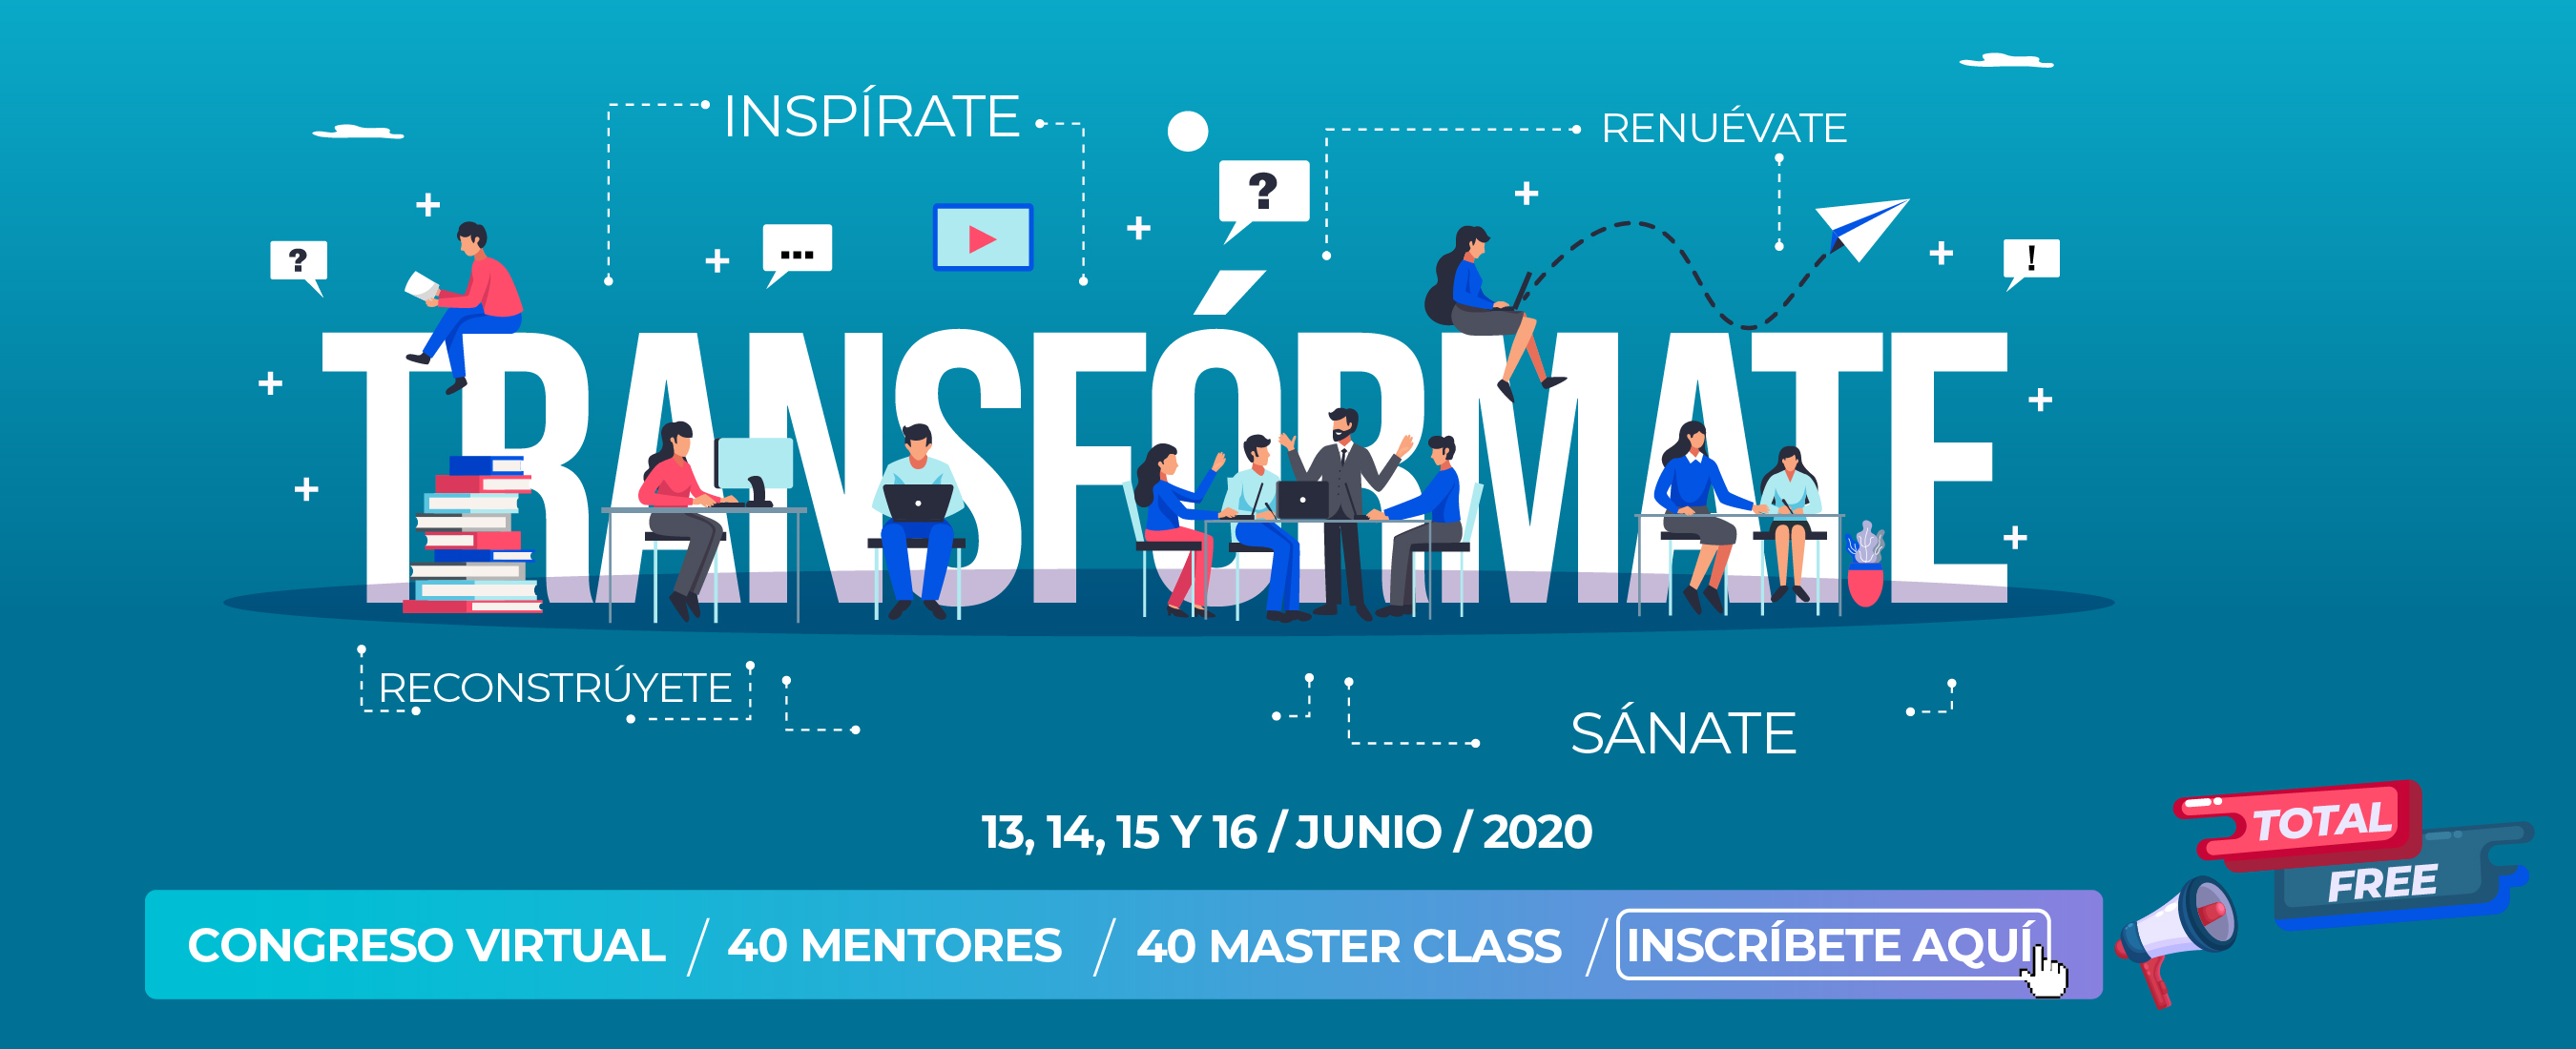 INSPÍRATE
RENUÉVATE
?
...
?
!
TRANSFÓRMATE
RECONSTRÚYETE
SÁNATE
13, 14, 15 Y 16 / JUNIO / 2020
TOTAL
FREE
CONGRESO VIRTUAL / 40 MENTORES / 40 MASTER CLASS / INSCRÍBETE AQUÍ